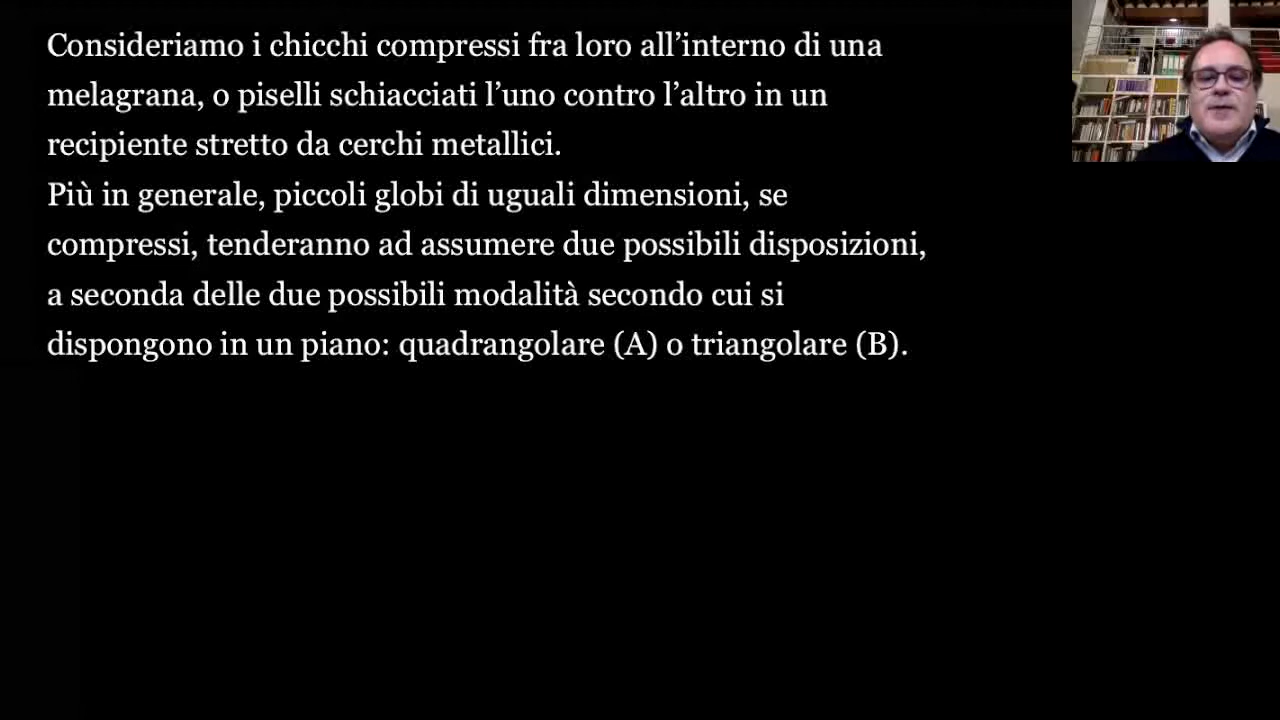 Consideriamo i chicchi compressi fra loro all’interno di una
melagrana, o piselli schiacciati l’uno contro l’altro in un
recipiente stretto da cerchi metallici.
Più in generale, piccoli globi di uguali dimensioni, se
compressi, tenderanno ad assumere due possibili disposizioni,
a seconda delle due possibili modalità secondo cui si
dispongono in un piano: quadrangolare (A) o triangolare (B).